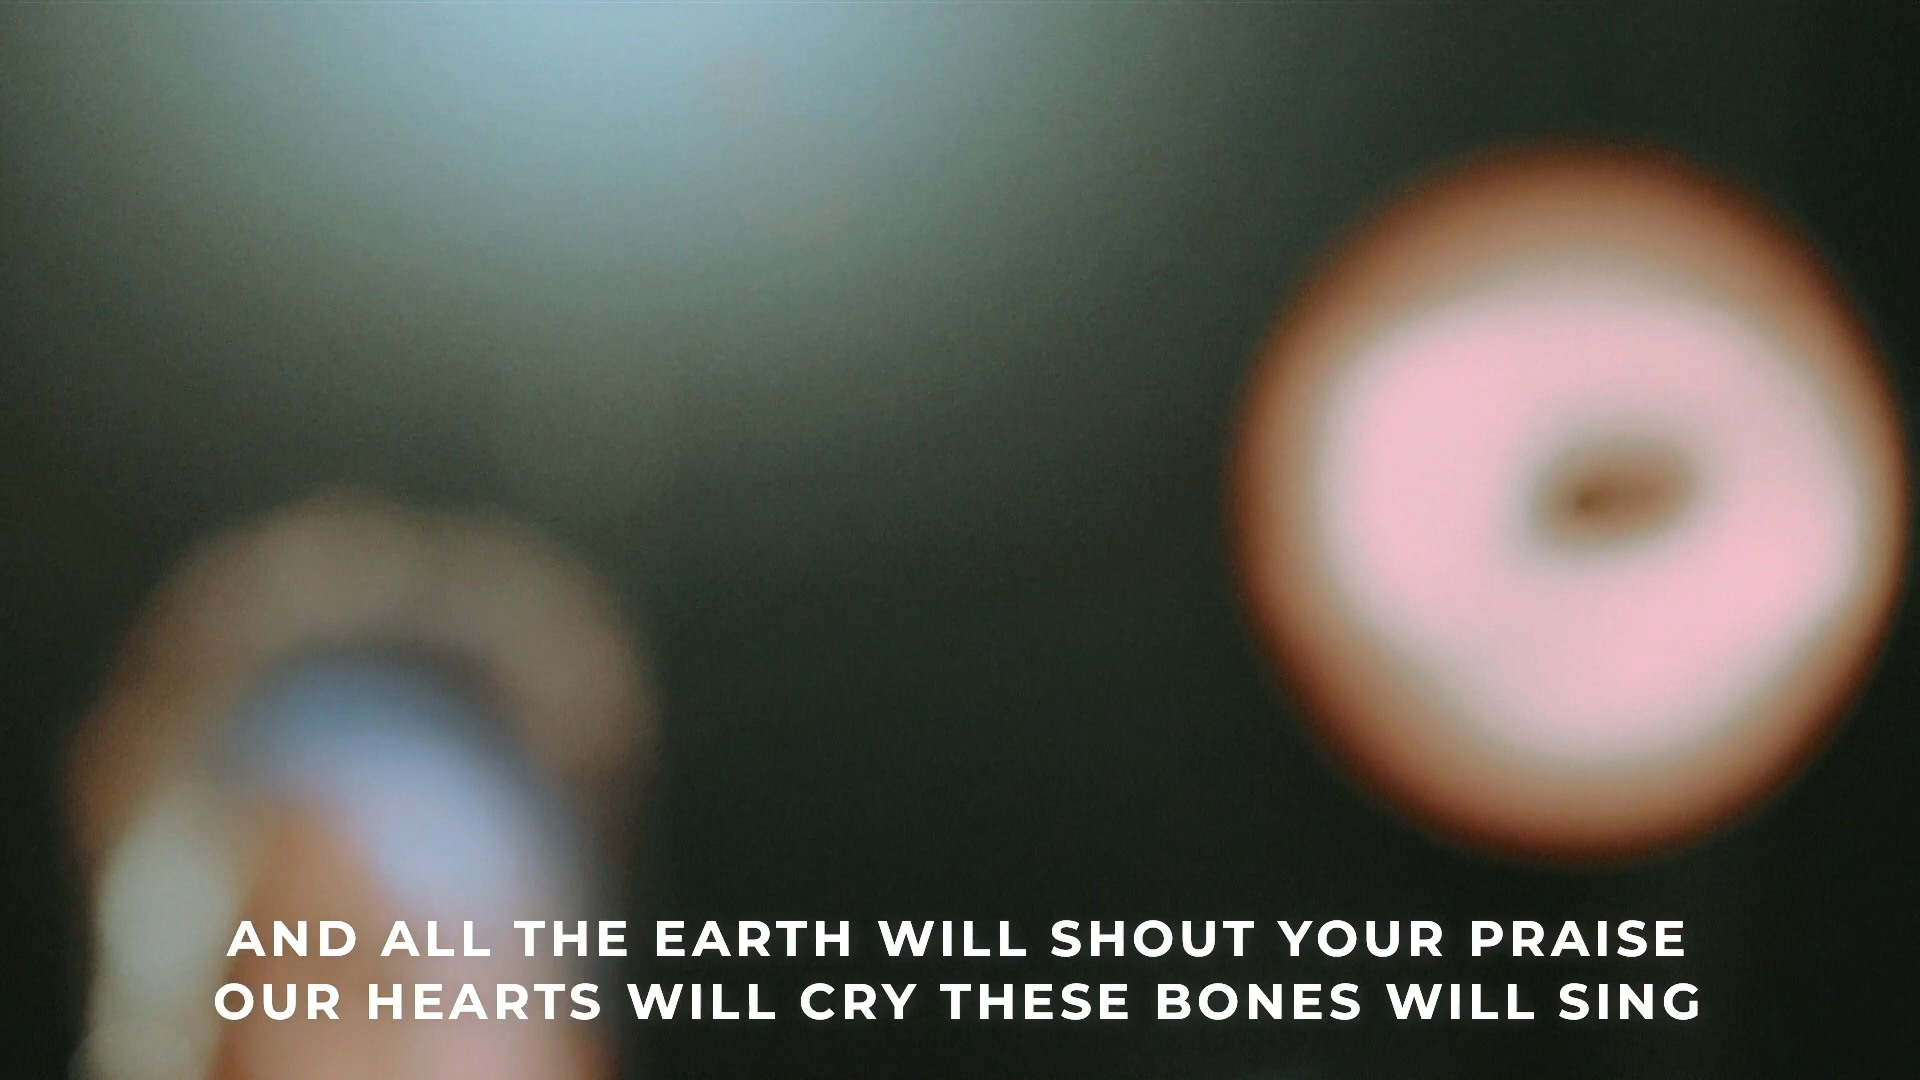 AND ALL THE EARTH WILL SHOUT YOUR PRAISE
OUR HEARTS WILL CRY THESE BONES WILL SING